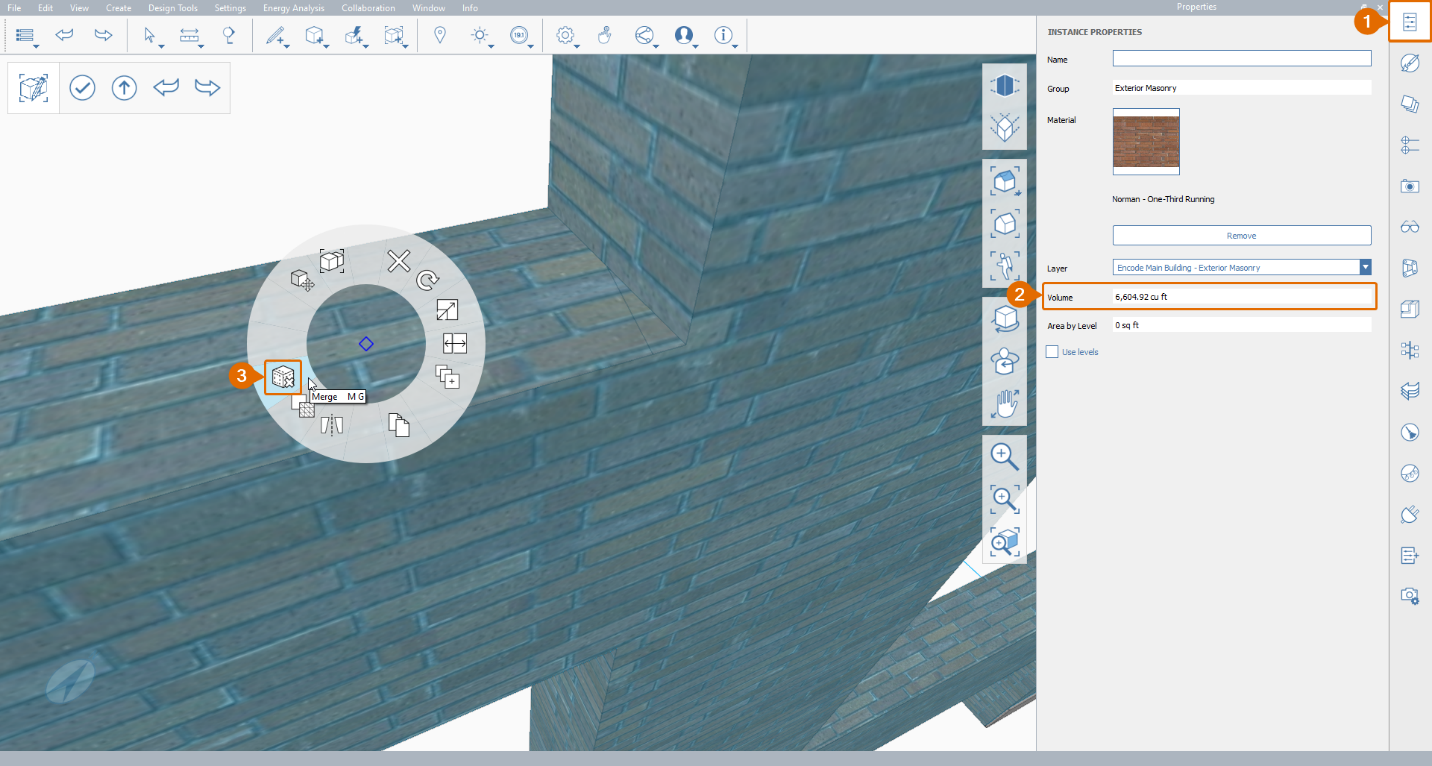 File Edit View Create Design Tools Settings Energy Analysis Collaboration Window Info
Properties
1
INSTANCE PROPERTIES
Name
Group Exterior Masonry
Material
Norman - One-Third Running
Remove
Layer Encode Main Building - Exterior Masonry
2
Volume 6,604.92 cu ft
Area by Level 0 sq ft
Use levels
3
Merge M G